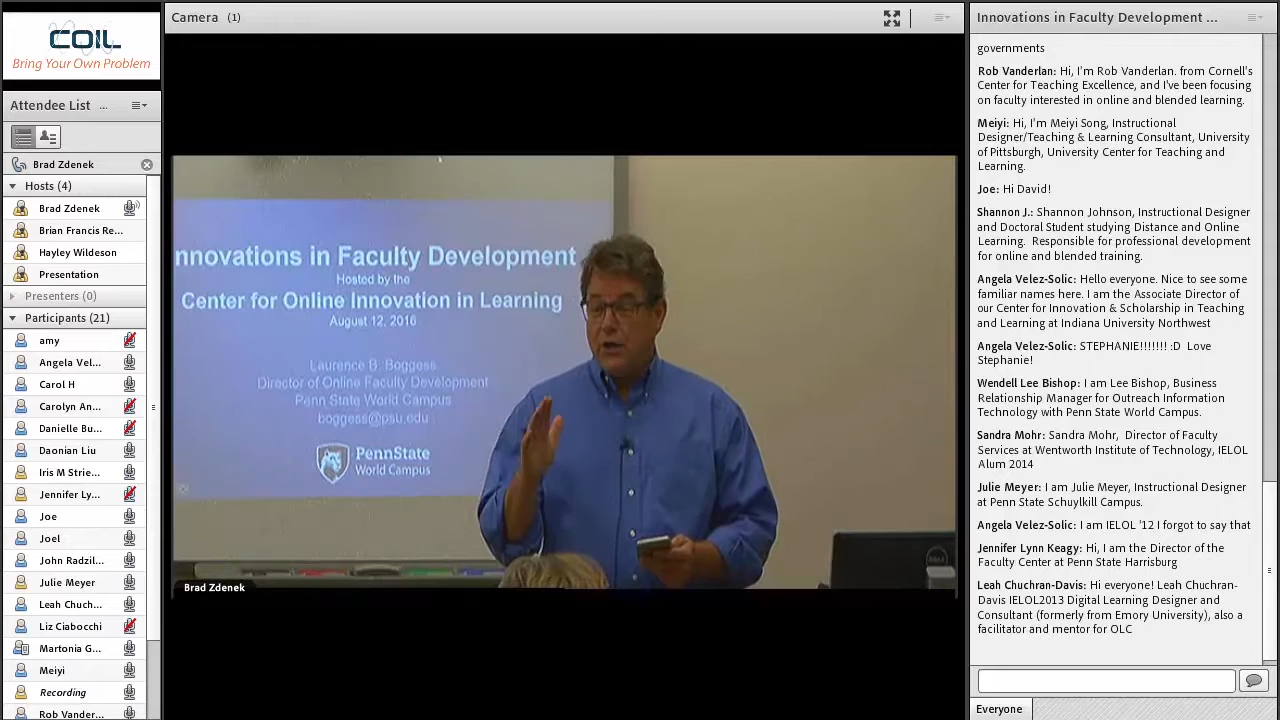 COIL
Bring Your Own Problem
Attendee List ...
Brad Zdenek
Hosts (4)
Brad Zdenek
Brian Francis Re...
Hayley Wildeson
Presentation
Presenters (0)
Participants (21)
amy
Angela Vel...
Carol H
Carolyn An...
Danielle Bu...
Daonian Liu
Iris M Strie...
Jennifer Ly...
Joe
Joel
John Radzil...
Julie Meyer
Leah Chuch...
Liz Ciabocchi
Martonia G...
Meiyi
Recording
Rob Vander...
Camera (1)
nnovations in Faculty Development
Hosted by the
Center for Online Innovation in Learning
August 12, 2016
Laurence B. Boggess
Director of Online Faculty Development
Penn State World Campus
boggess@psu.edu
PennState
World Campus
DELL
Brad Zdenek
Innovations in Faculty Development ...
governments
Rob Vanderlan: Hi, I'm Rob Vanderlan. from Cornell's
Center for Teaching Excellence, and I've been focusing
on faculty interested in online and blended learning.
Meiyi: Hi, I'm Meiyi Song, Instructional
Designer/Teaching & Learning Consultant, University
of Pittsburgh, University Center for Teaching and
Learning.
Joe: Hi David!
Shannon J.: Shannon Johnson, Instructional Designer
and Doctoral Student studying Distance and Online
Learning. Responsible for professional development
for online and blended training.
Angela Velez-Solic: Hello everyone. Nice to see some
familiar names here. I am the Associate Director of
our Center for Innovation & Scholarship in Teaching
and Learning at Indiana University Northwest
Angela Velez-Solic: STEPHANIE!!!!!!! :D Love
Stephanie!
Wendell Lee Bishop: I am Lee Bishop, Business
Relationship Manager for Outreach Information
Technology with Penn State World Campus.
Sandra Mohr: Sandra Mohr, Director of Faculty
Services at Wentworth Institute of Technology, IELOL
Alum 2014
Julie Meyer: I am Julie Meyer, Instructional Designer
at Penn State Schuylkill Campus.
Angela Velez-Solic: I am IELOL '12 I forgot to say that
Jennifer Lynn Keagy: Hi, I am the Director of the
Faculty Center at Penn State Harrisburg
Leah Chuchran-Davis: Hi everyone! Leah Chuchran-
Davis IELOL2013 Digital Learning Designer and
Consultant (formerly from Emory University), also a
facilitator and mentor for OLC
Everyone